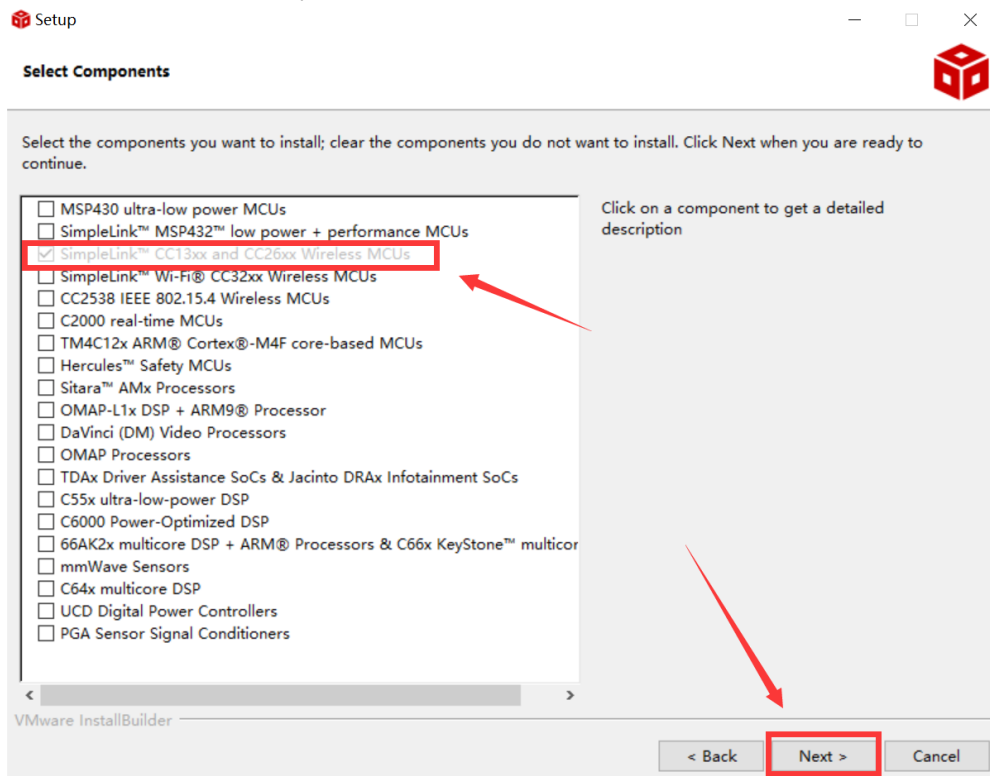 Setup
Select Components
Select the components you want to install; clear the components you do not want to install. Click Next when you are ready to
continue.
MSP430 ultra-low power MCUs
SimpleLink™ MSP432™ low power + performance MCUs
SimpleLink™ CC13xx and CC26xx Wireless MCUs
SimpleLink™ Wi-Fi® CC32xx Wireless MCUs
CC2538 IEEE 802.15.4 Wireless MCUs
C2000 real-time MCUs
TM4C12x ARM® Cortex®-M4F core-based MCUs
Hercules™ Safety MCUs
Sitara™ AMx Processors
OMAP-L1x DSP + ARM9® Processor
DaVinci (DM) Video Processors
OMAP Processors
TDAx Driver Assistance SoCs & Jacinto DRAx Infotainment SoCs
C55x ultra-low-power DSP
C6000 Power-Optimized DSP
66AK2x multicore DSP + ARM® Processors & C66x KeyStone™ multicor
mmWave Sensors
C64x multicore DSP
UCD Digital Power Controllers
PGA Sensor Signal Conditioners
Click on a component to get a detailed
description
VMware InstallBuilder
< Back
Next >
Cancel